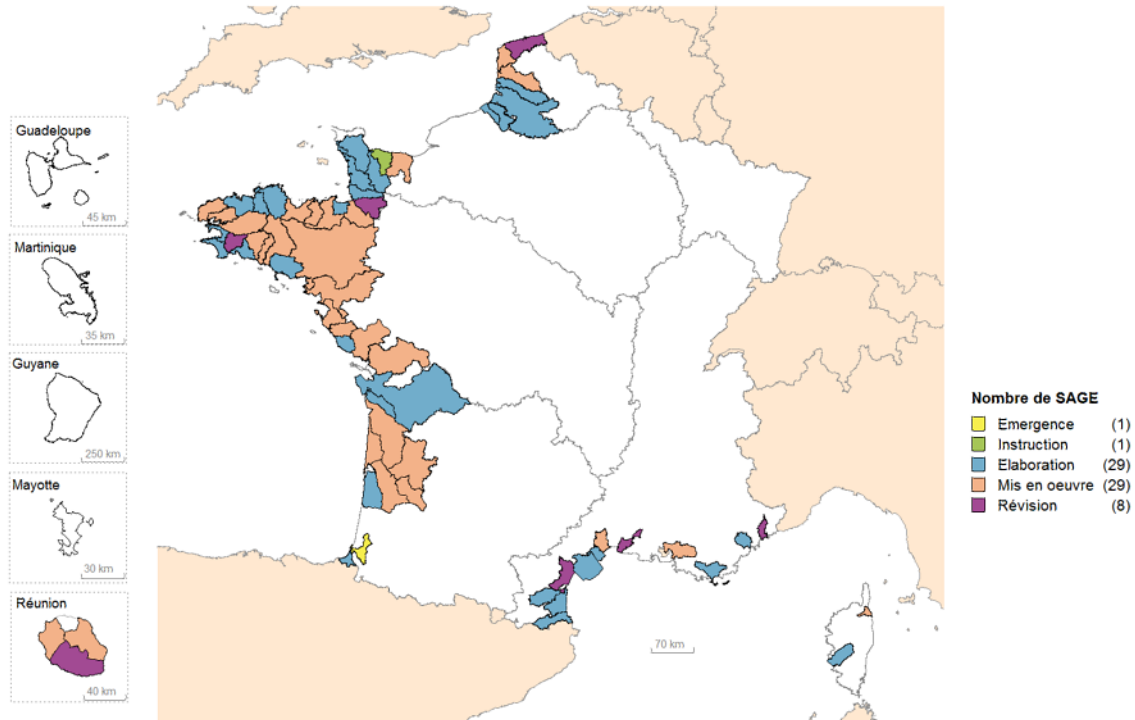 Guadeloupe
45 km
Martinique
35 km
Guyane
250 km
Mayotte
30 km
Réunion
40 km
70 km
Nombre de SAGE
Emergence (1)
Instruction (1)
Elaboration (29)
Mis en oeuvre (29)
Révision (8)